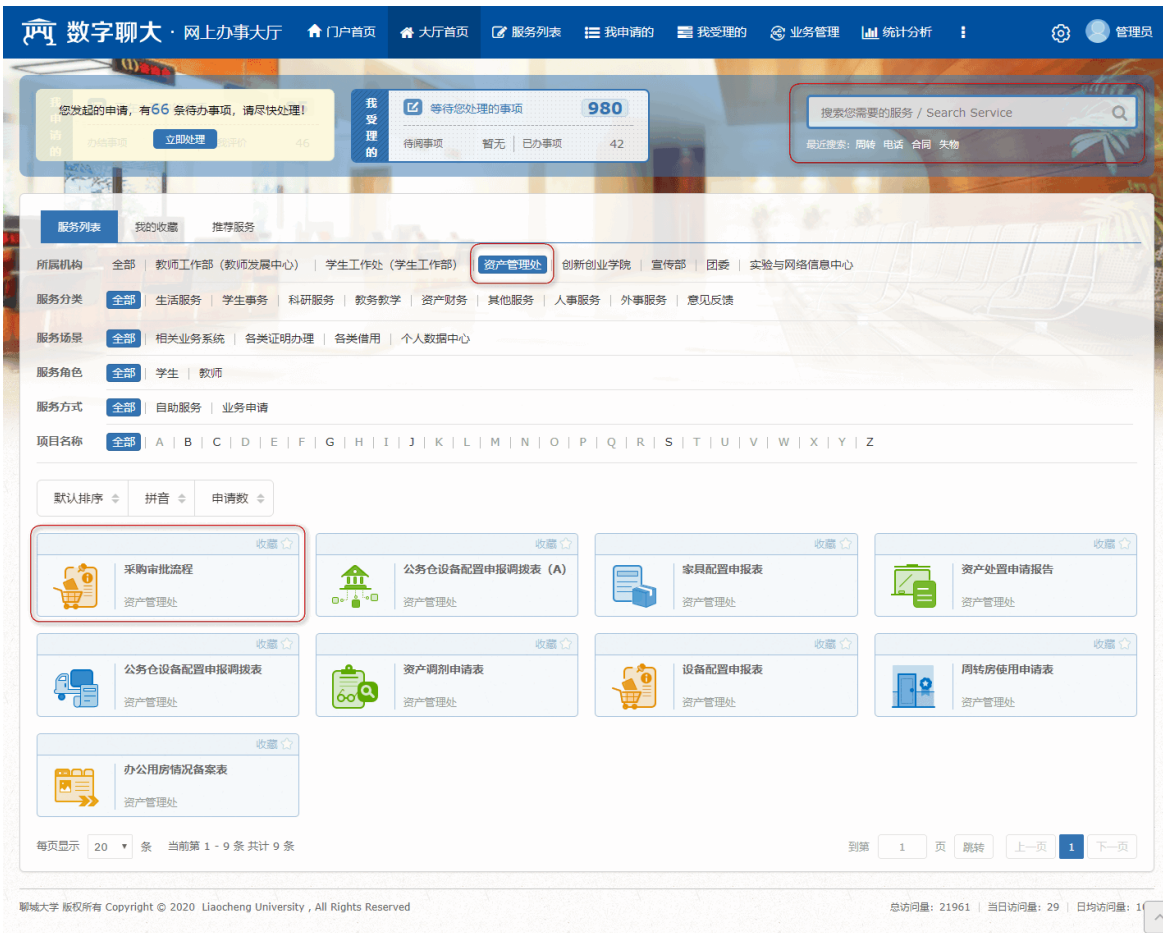 数字聊大 · 网上办事大厅 门户首页 大厅首页 服务列表 我申请的 我受理的 业务管理 统计分析 管理员
您发起的申请，有66 条待办事项，请尽快处理！
立即处理
46
我受理的
等待您处理的事项 980
待阅事项 暂无 已办事项 42
搜索您需要的服务 / Search Service
最近搜索：周转 电话 合同 失物
服务列表 我的收藏 推荐服务
所属机构 全部 | 教师工作部（教师发展中心） | 学生工作处（学生工作部） | 资产管理处 | 创新创业学院 | 宣传部 | 团委 | 实验与网络信息中心
服务分类 全部 | 生活服务 | 学生事务 | 科研服务 | 教务教学 | 资产财务 | 其他服务 | 人事服务 | 外事服务 | 意见反馈
服务场景 全部 | 相关业务系统 | 各类证明办理 | 各类借用 | 个人数据中心
服务角色 全部 | 学生 | 教师
服务方式 全部 | 自助服务 | 业务申请
项目名称 全部 | A | B | C | D | E | F | G | H | I | J | K | L | M | N | O | P | Q | R | S | T | U | V | W | X | Y | Z
默认排序 拼音 申请数
收藏 收藏 收藏 收藏
采购审批流程 公务仓设备配置申报调拨表（A） 家具配置申报表 资产处置申请报告
资产管理处 资产管理处 资产管理处 资产管理处
收藏 收藏 收藏 收藏
公务仓设备配置申报调拨表 资产调剂申请表 设备配置申报表 周转房使用申请表
资产管理处 资产管理处 资产管理处 资产管理处
收藏
办公用房情况备案表
资产管理处
每页显示 20 条 当前第 1 - 9 条 共计 9 条 到第 1 页 跳转 上一页 1 下一页
聊城大学 版权所有 Copyright © 2020 Liaocheng University , All Rights Reserved 总访问量：21961 | 当日访问量：29 | 日均访问量：